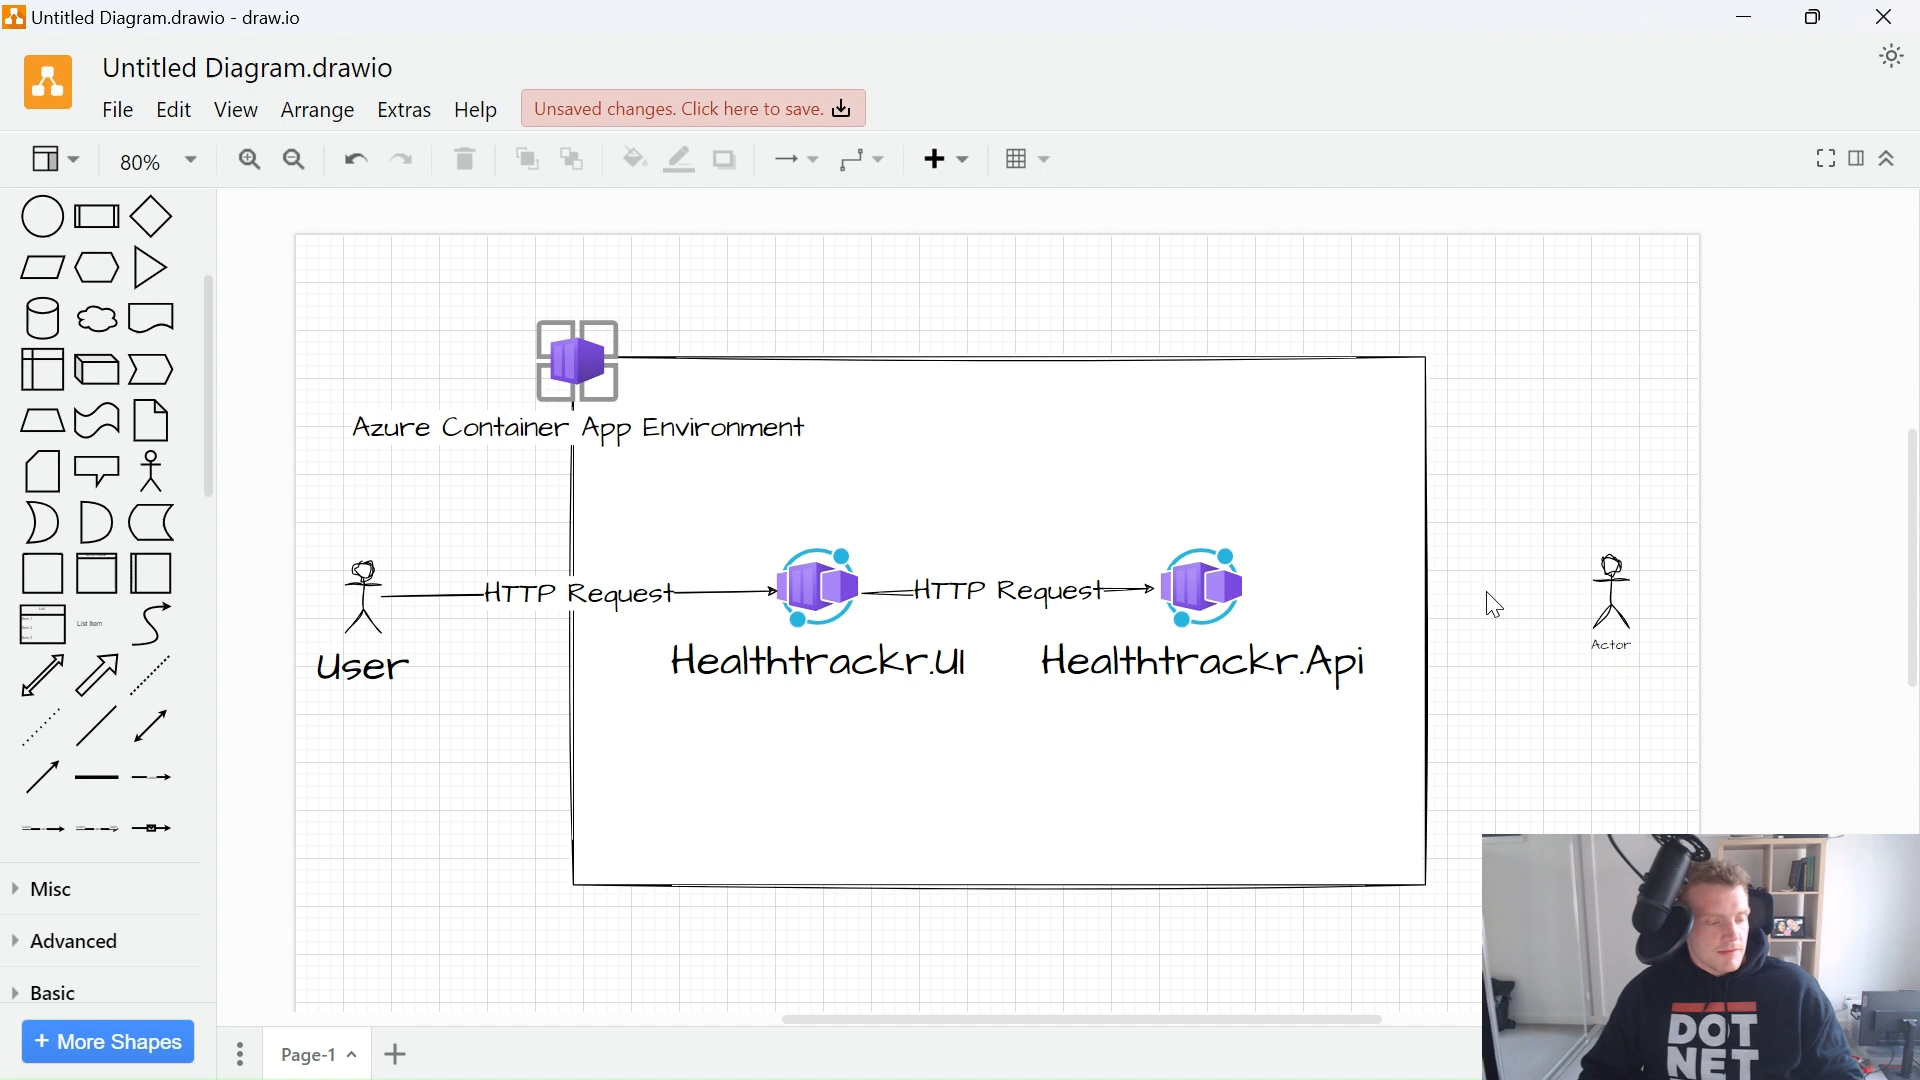 Untitled Diagram.drawio - draw.io
Untitled Diagram.drawio
File Edit View Arrange Extras Help Unsaved changes. Click here to save.
80%
Azure Container App Environment
HTTP Request
HTTP Request
User
Healthtrackr.UI
Healthtrackr.Api
Actor
List Item
Misc
Advanced
Basic
+ More Shapes
Page-1
DOT
NET